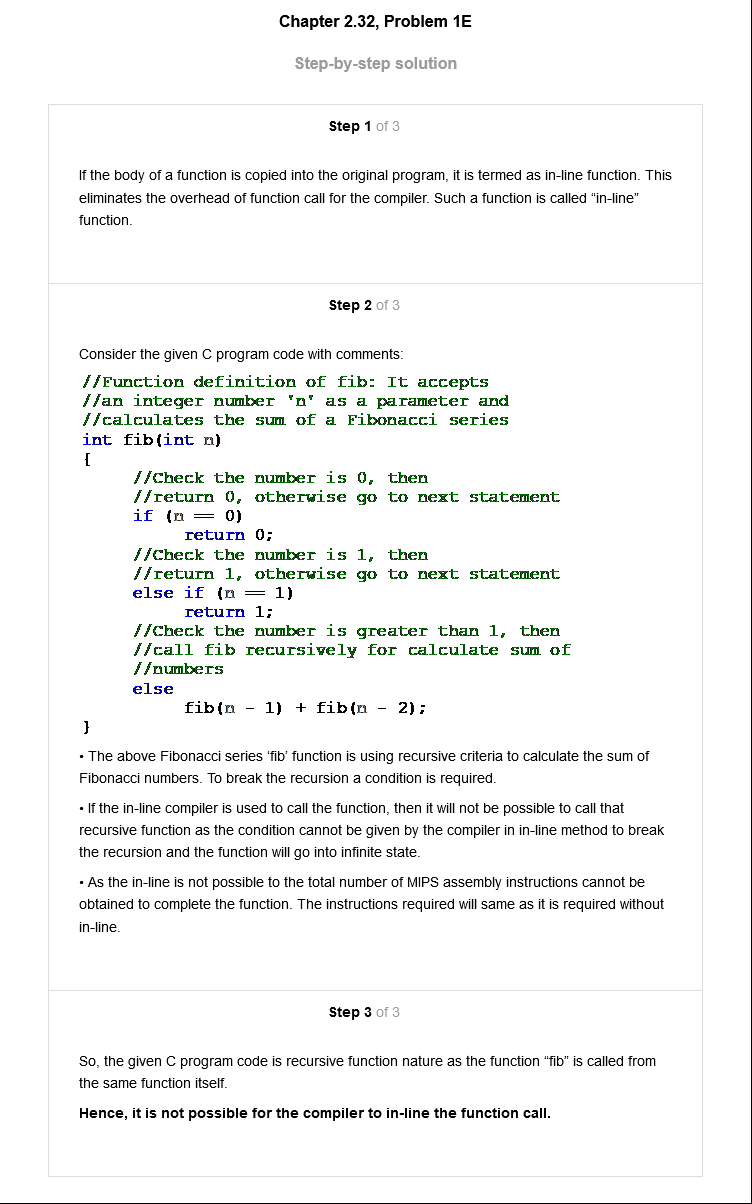 Chapter 2.32, Problem 1E
Step-by-step solution
Step 1 of 3
If the body of a function is copied into the original program, it is termed as in-line function. This
eliminates the overhead of function call for the compiler. Such a function is called “in-line”
function.
Step 2 of 3
Consider the given C program code with comments:
//Function definition of fib: It accepts
//an integer number 'n' as a parameter and
//calculates the sum of a Fibonacci series
int fib(int n)
{
//Check the number is 0, then
//return 0, otherwise go to next statement
if (n == 0)
return 0;
//Check the number is 1, then
//return 1, otherwise go to next statement
else if (n == 1)
return 1;
//Check the number is greater than 1, then
//call fib recursively for calculate sum of
//numbers
else
fib(n - 1) + fib(n - 2);
}
• The above Fibonacci series ‘fib’ function is using recursive criteria to calculate the sum of
Fibonacci numbers. To break the recursion a condition is required.
• If the in-line compiler is used to call the function, then it will not be possible to call that
recursive function as the condition cannot be given by the compiler in in-line method to break
the recursion and the function will go into infinite state.
• As the in-line is not possible to the total number of MIPS assembly instructions cannot be
obtained to complete the function. The instructions required will same as it is required without
in-line.
Step 3 of 3
So, the given C program code is recursive function nature as the function “fib” is called from
the same function itself.
Hence, it is not possible for the compiler to in-line the function call.